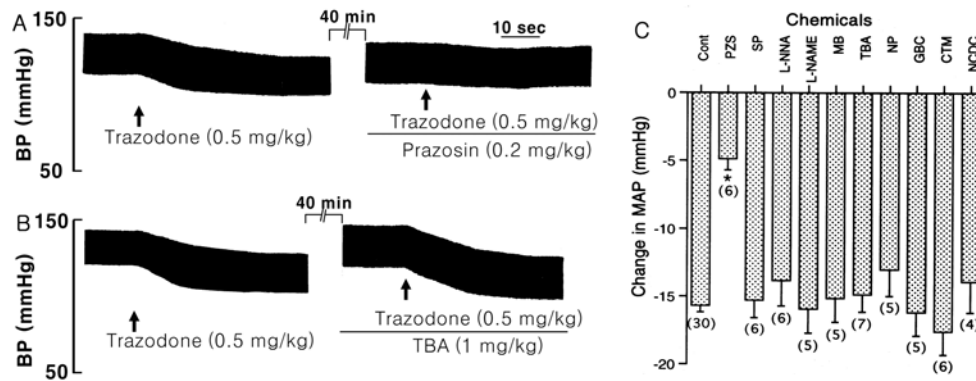 A
150
BP (mmHg)
50
40 min
10 sec
Trazodone (0.5 mg/kg)
Trazodone (0.5 mg/kg)
Prazosin (0.2 mg/kg)
B
150
BP (mmHg)
50
40 min
Trazodone (0.5 mg/kg)
Trazodone (0.5 mg/kg)
TBA (1 mg/kg)
C
Chemicals
Cont
PZS
SP
L-NNA
L-NAME
MB
TBA
NP
GBC
CTM
NCDC
Change in MAP (mmHg)
0
-5
-10
-15
-20
(30)
*
(6)
(6)
(6)
(5)
(5)
(7)
(5)
(5)
(6)
(4)